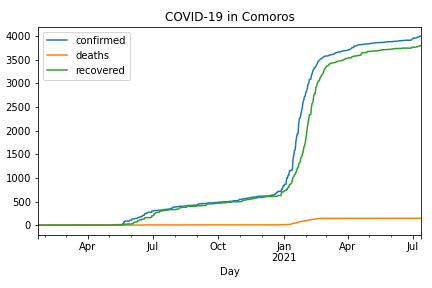 COVID-19 in Comoros
confirmed
deaths
recovered
4000
3500
3000
2500
2000
1500
1000
500
0
Apr Jul Oct Jan Apr Jul
2021
Day